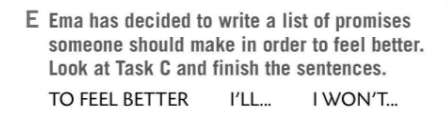 E Ema has decided to write a list of promises
someone should make in order to feel better.
Look at Task C and finish the sentences.
TO FEEL BETTER I'LL... I WON'T...